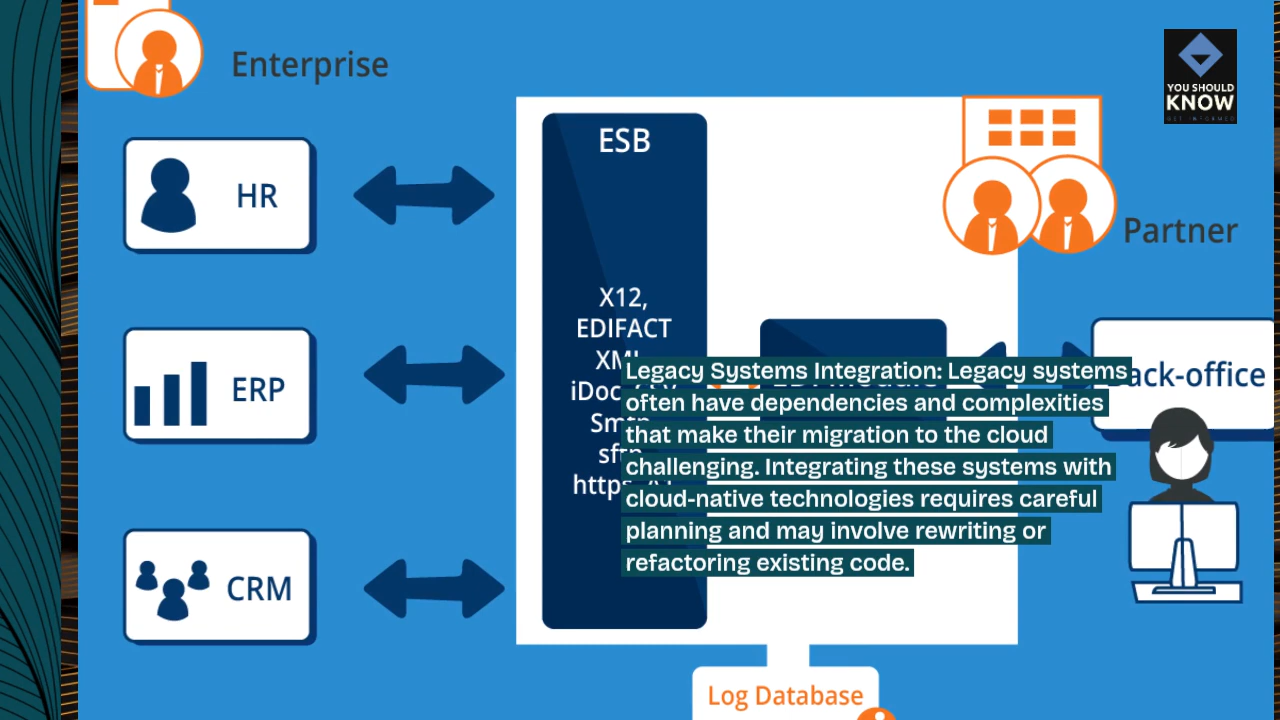 Enterprise
YOU SHOULD
KNOW
GET INFORMED
HR
ESB
Partner
X12,
EDIFACT
ERP
Legacy Systems Integration: Legacy systems
often have dependencies and complexities
that make their migration to the cloud
challenging. Integrating these systems with
cloud-native technologies requires careful
planning and may involve rewriting or
refactoring existing code.
CRM
Log Database